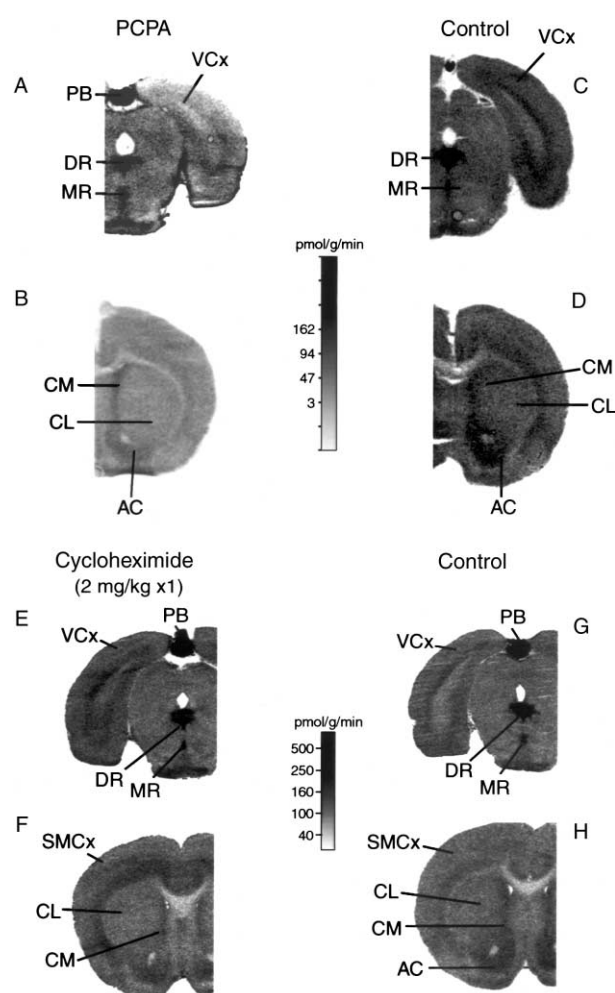 PCPA
Control
A
VCx
PB
DR
MR
VCx
C
DR
MR
pmol/g/min
162
94
47
3
B
CM
CL
AC
D
CM
CL
AC
Cycloheximide
(2 mg/kg x1)
Control
E
PB
VCx
DR
MR
G
PB
VCx
DR
MR
pmol/g/min
500
250
160
100
40
F
SMCx
CL
CM
H
SMCx
CL
CM
AC